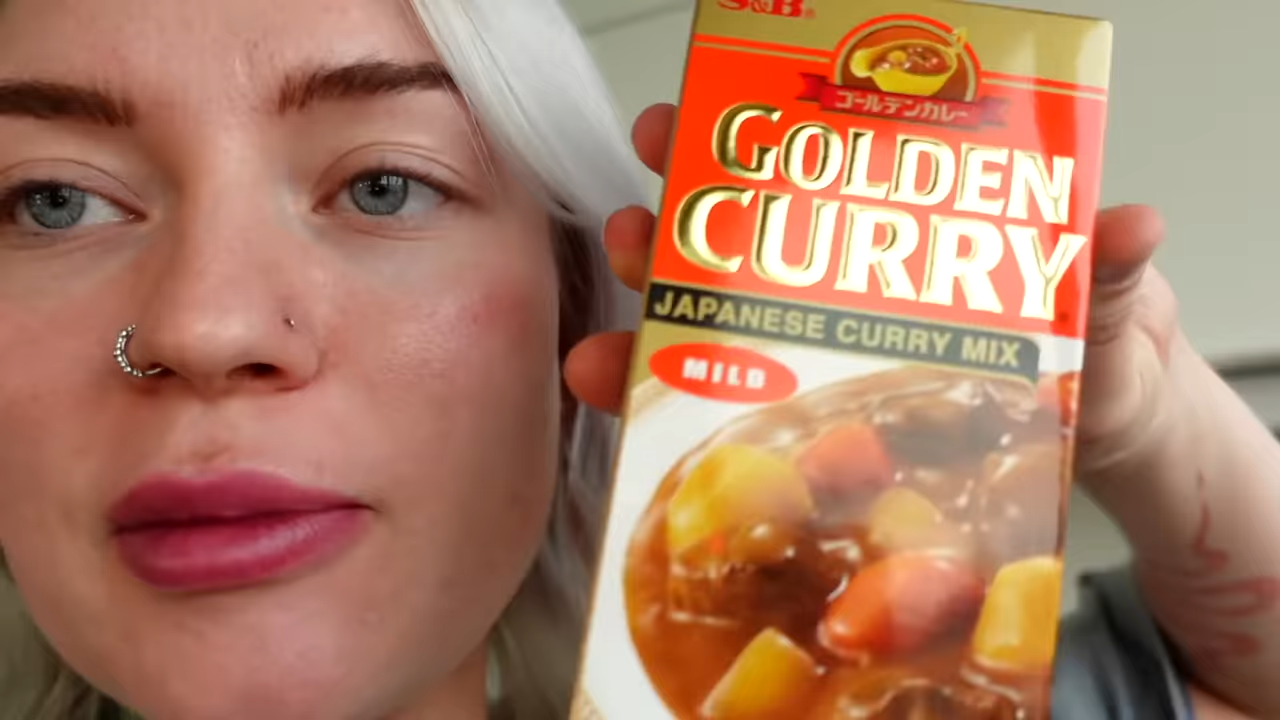 S&B®
ゴールデンカレー
GOLDEN
CURRY
JAPANESE CURRY MIX
MILD